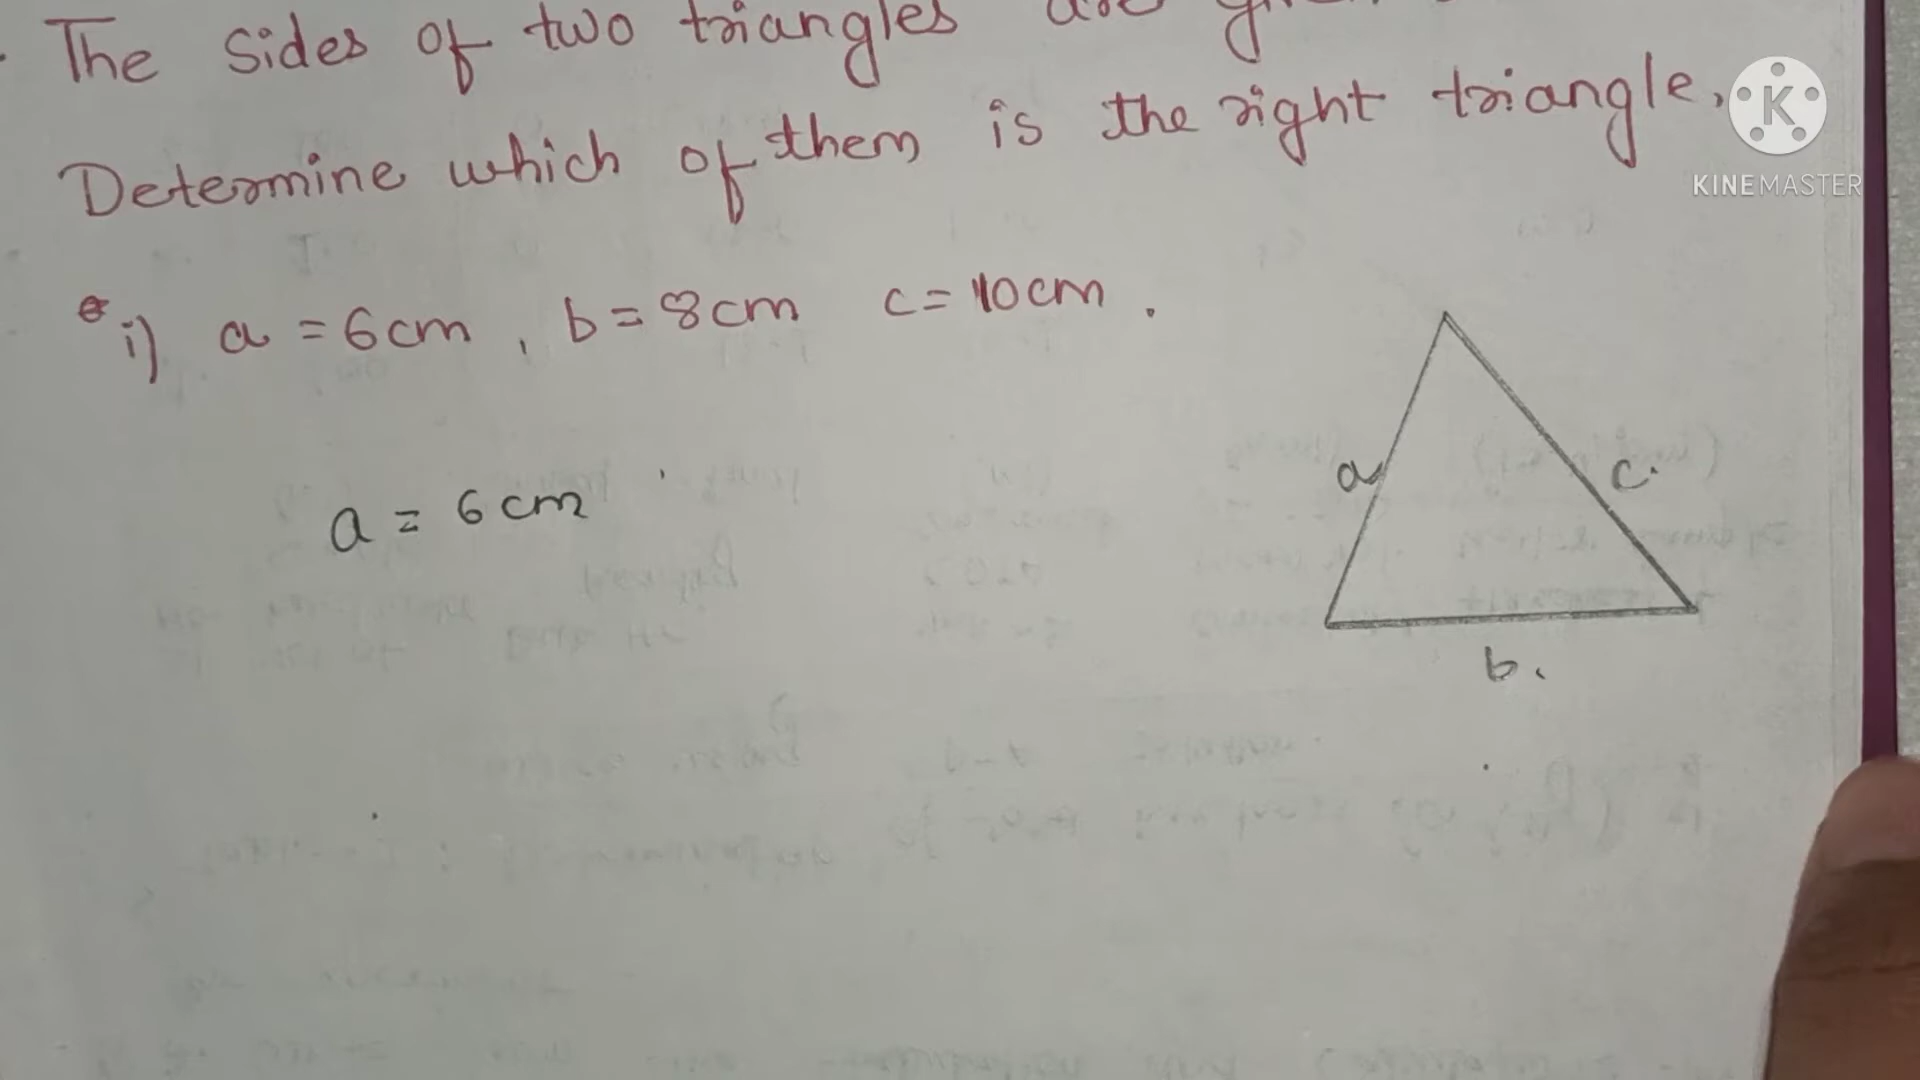 The sides of two triangles are
Determine which of them is the right triangle.
K
KINEMASTER
i) a = 6cm, b = 8cm c = 10cm.
a c.
a = 6 cm
b.